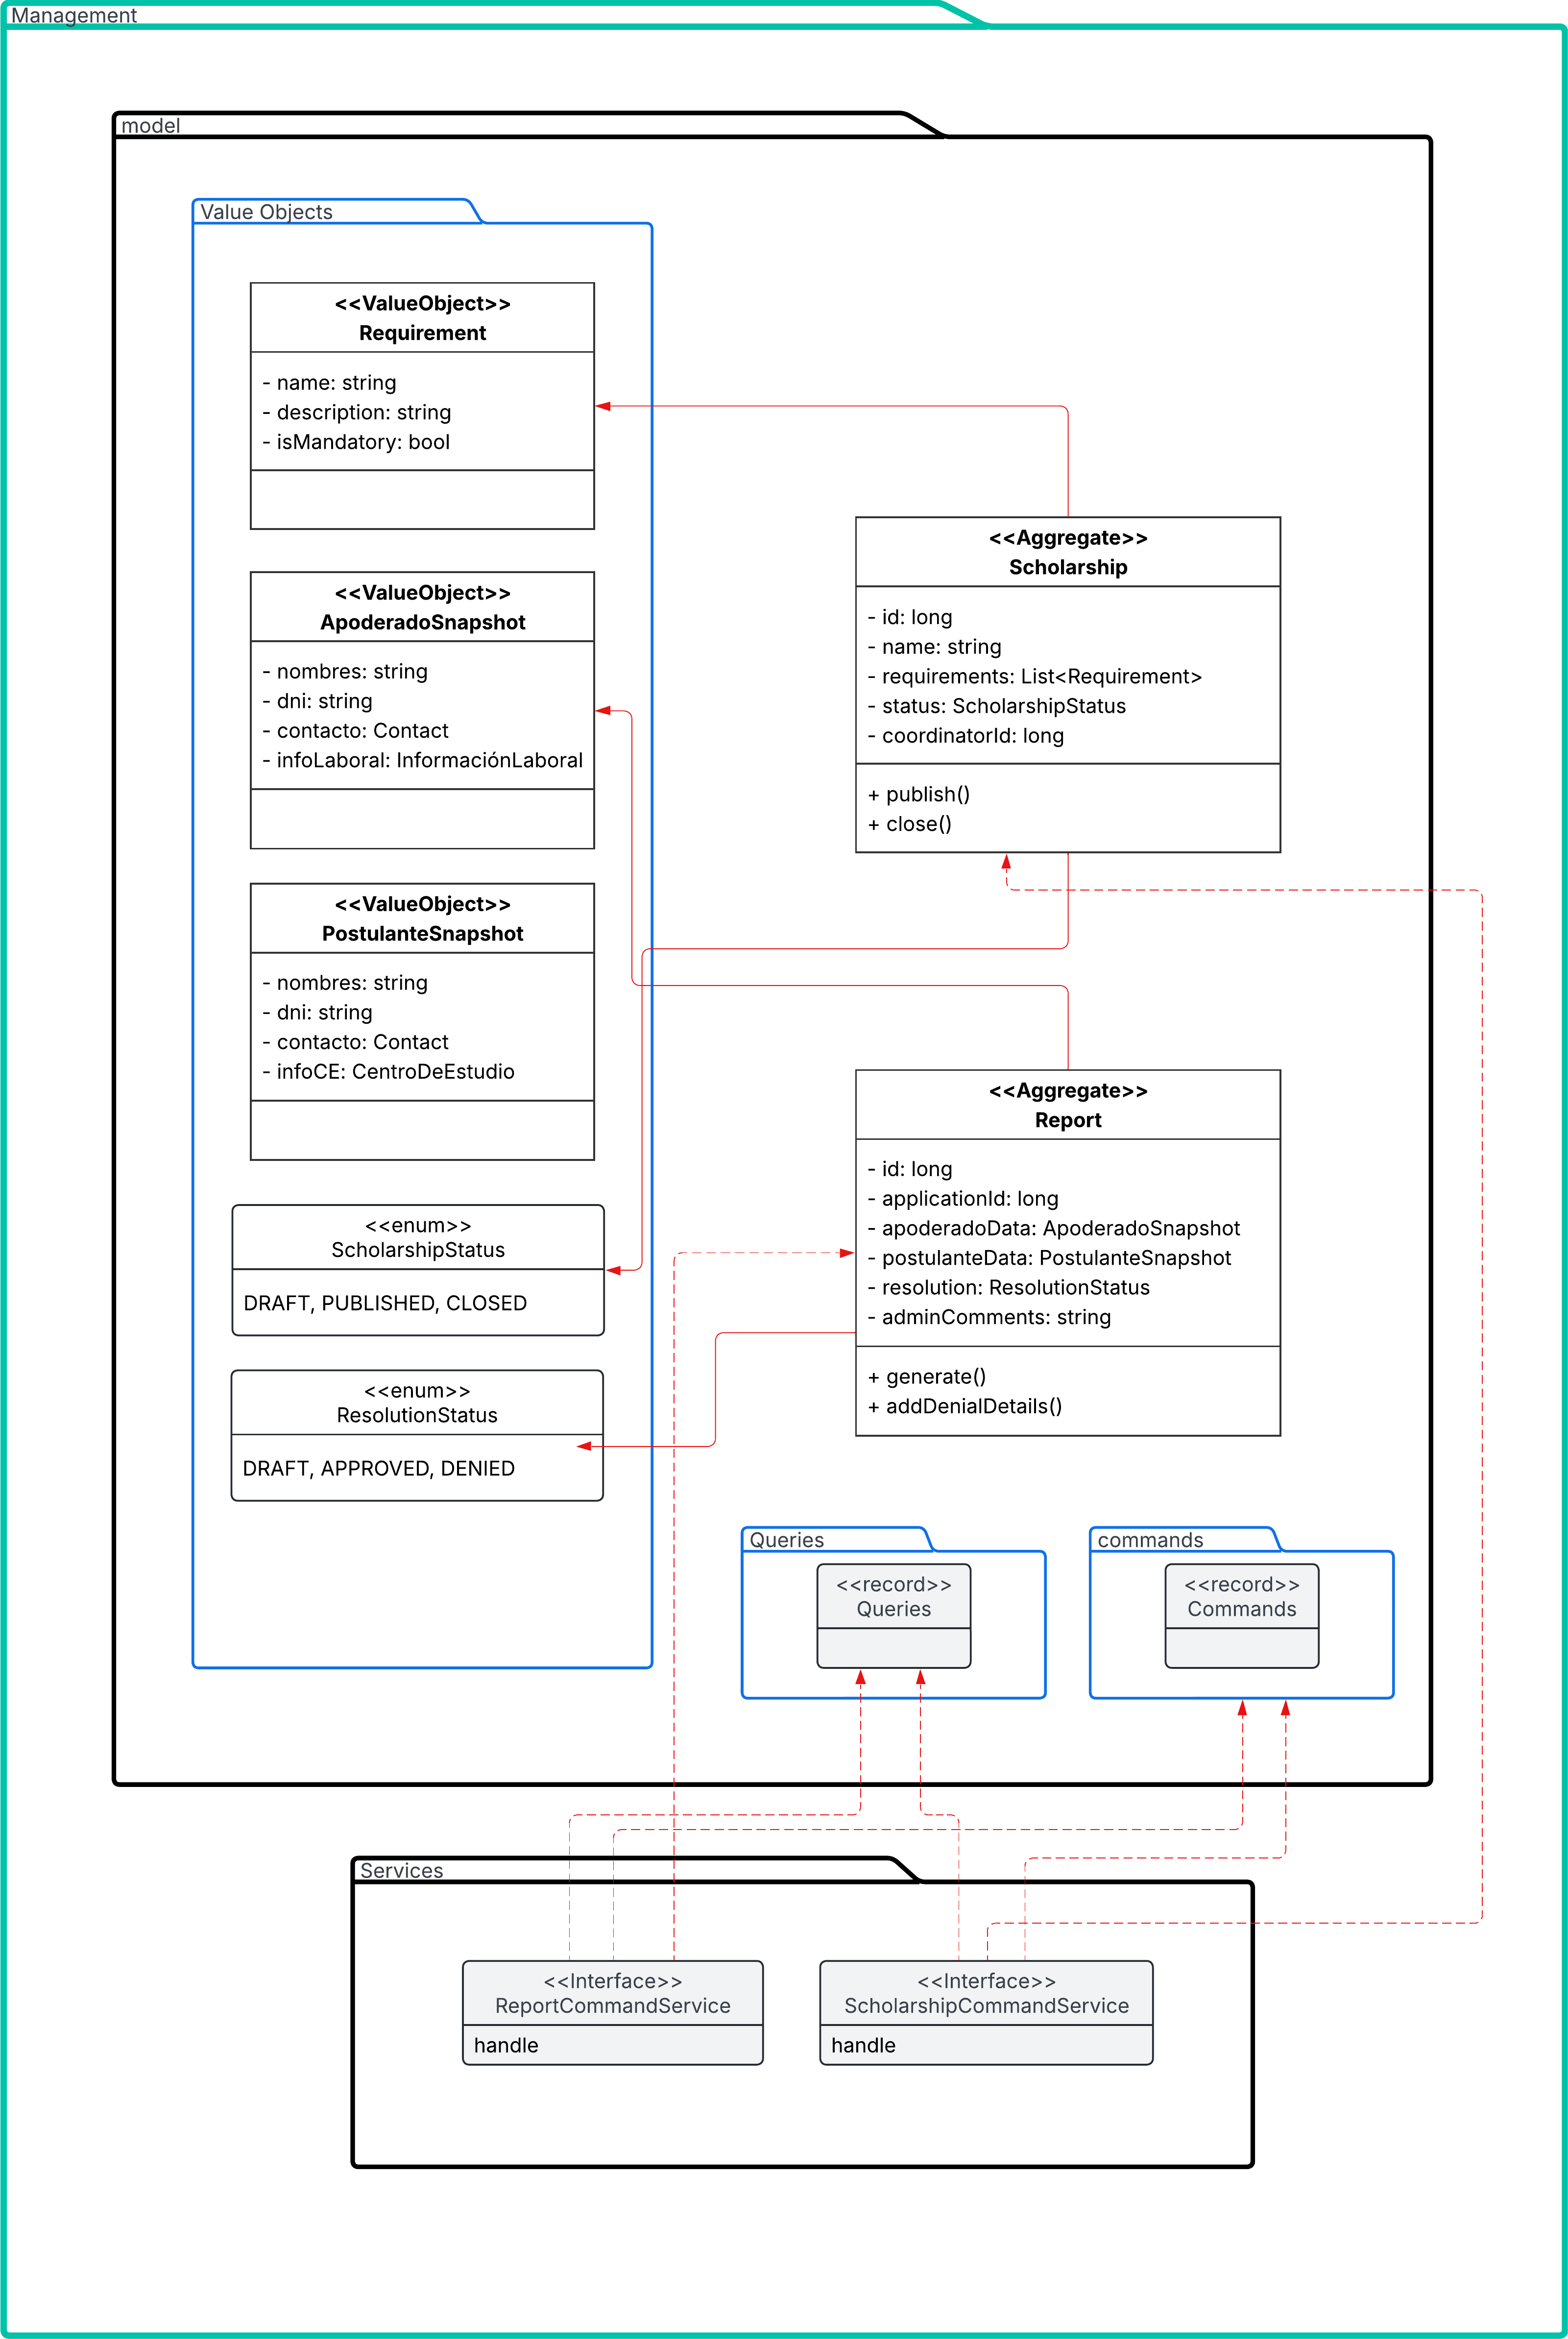 Management
model
Value Objects
<<ValueObject>>
Requirement
- name: string
- description: string
- isMandatory: bool
<<ValueObject>>
ApoderadoSnapshot
- nombres: string
- dni: string
- contacto: Contact
- infoLaboral: InformaciónLaboral
<<ValueObject>>
PostulanteSnapshot
- nombres: string
- dni: string
- contacto: Contact
- infoCE: CentroDeEstudio
<<enum>>
ScholarshipStatus
DRAFT, PUBLISHED, CLOSED
<<enum>>
ResolutionStatus
DRAFT, APPROVED, DENIED
<<Aggregate>>
Scholarship
- id: long
- name: string
- requirements: List<Requirement>
- status: ScholarshipStatus
- coordinatorId: long
+ publish()
+ close()
<<Aggregate>>
Report
- id: long
- applicationId: long
- apoderadoData: ApoderadoSnapshot
- postulanteData: PostulanteSnapshot
- resolution: ResolutionStatus
- adminComments: string
+ generate()
+ addDenialDetails()
Queries
<<record>>
Queries
commands
<<record>>
Commands
Services
<<Interface>>
ReportCommandService
handle
<<Interface>>
ScholarshipCommandService
handle